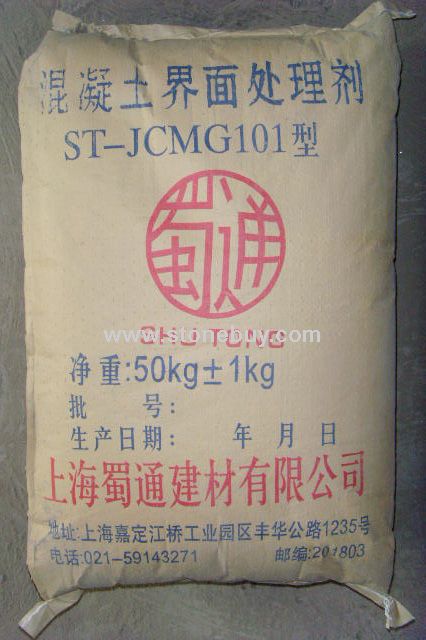 混凝土界面处理剂
ST-JCMG101型
蜀通
www.stonebuy.com
SHU TONG
净重:50kg±1kg
批 号:
生产日期: 年 月 日
上海蜀通建材有限公司
地址:上海嘉定江桥工业园区丰华公路1235号
电话:021-59143271 邮编:201803